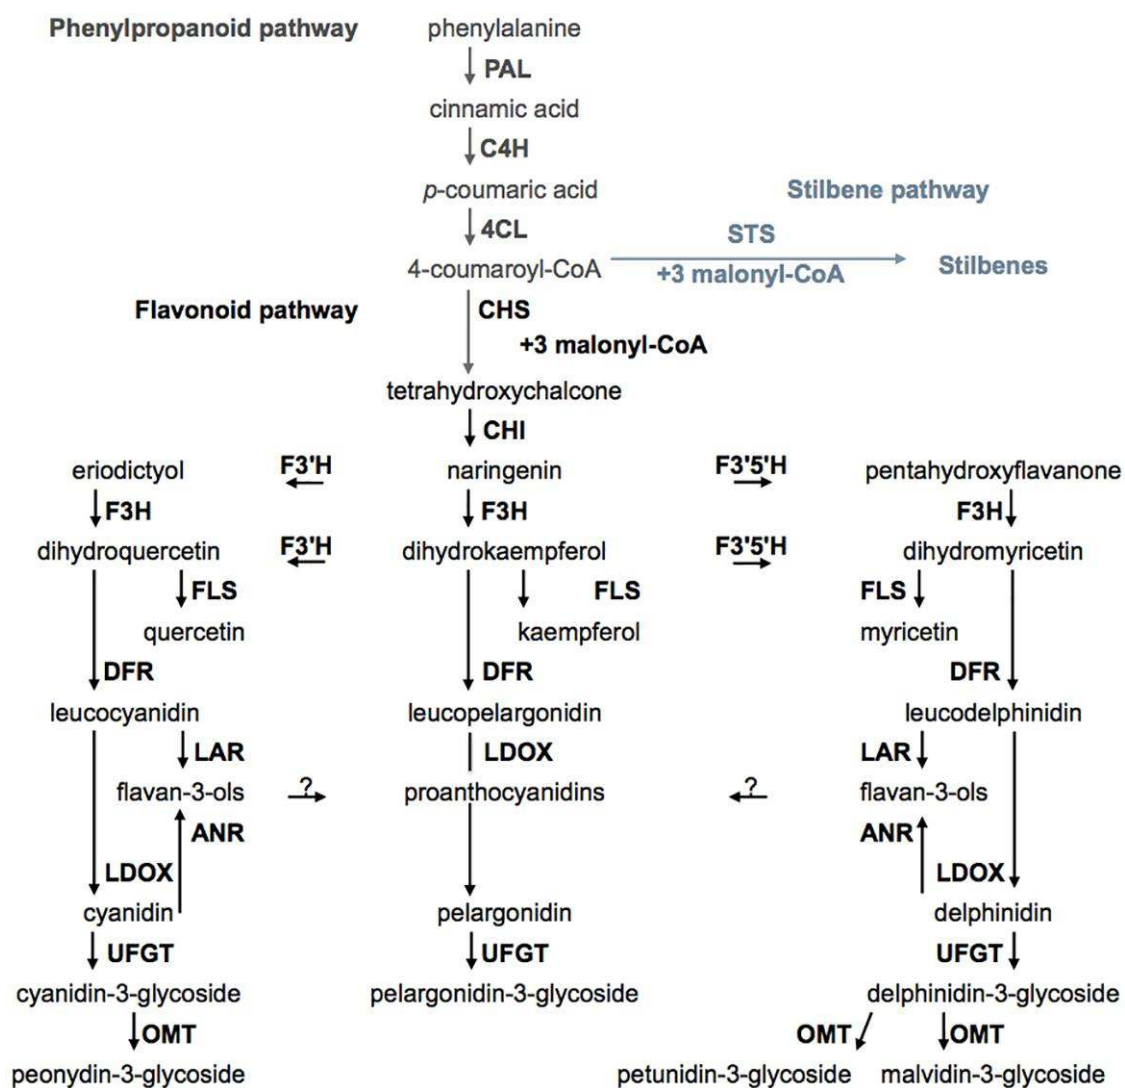 Phenylpropanoid pathway phenylalanine
PAL
cinnamic acid
C4H
p-coumaric acid Stilbene pathway
4CL STS
4-coumaroyl-CoA +3 malonyl-CoA Stilbenes
Flavonoid pathway CHS
+3 malonyl-CoA
tetrahydroxychalcone
CHI
eriodictyol F3'H naringenin F3'5'H pentahydroxyflavanone
F3H F3H F3H
dihydroquercetin F3'H dihydrokaempferol F3'5'H dihydromyricetin
FLS FLS FLS
quercetin kaempferol myricetin
DFR DFR DFR
leucocyanidin leucopelargonidin leucodelphinidin
LAR LDOX LAR
flavan-3-ols ? proanthocyanidins ? flavan-3-ols
ANR ANR
LDOX LDOX
cyanidin pelargonidin delphinidin
UFGT UFGT UFGT
cyanidin-3-glycoside pelargonidin-3-glycoside delphinidin-3-glycoside
OMT OMT OMT
peonydin-3-glycoside petunidin-3-glycoside malvidin-3-glycoside